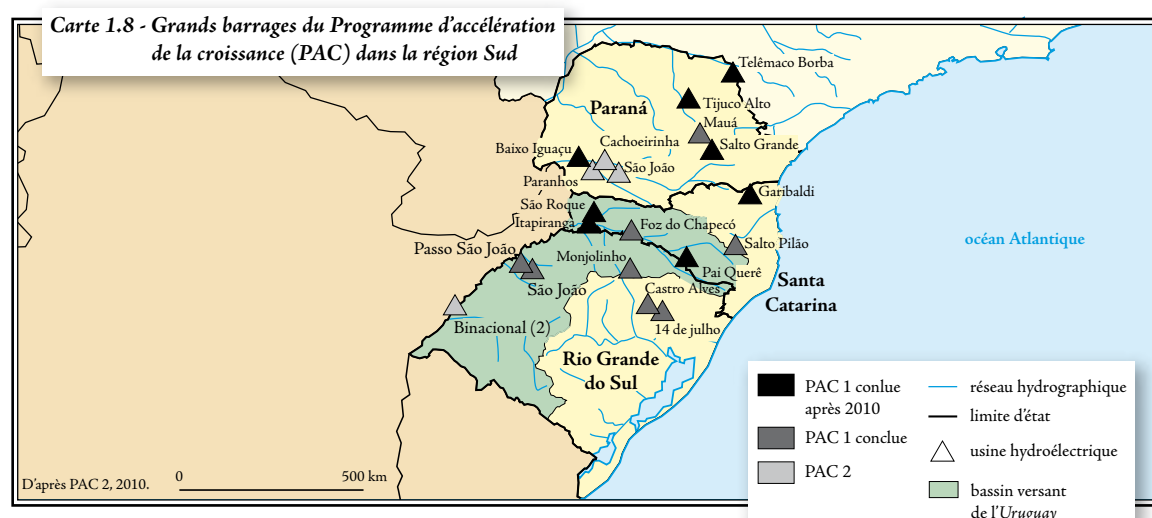 Carte 1.8 - Grands barrages du Programme d'accélération
de la croissance (PAC) dans la région Sud
Telêmaco Borba
Paraná
Tijuco Alto
Mauá
Cachoeirinha
Salto Grande
Baixo Iguaçu
São João
Paranhos
Garibaldi
São Roque
Itapiranga
Foz do Chapecó
Salto Pilão
océan Atlantique
Passo São João
Monjolinho
Pai Querê
Santa
Catarina
São João
Castro Alves
Binacional (2)
14 de julho
Rio Grande
do Sul
PAC 1 conlue
après 2010
PAC 1 conclue
PAC 2
réseau hydrographique
limite d'état
usine hydroélectrique
bassin versant
de l'Uruguay
D'après PAC 2, 2010.
0 500 km